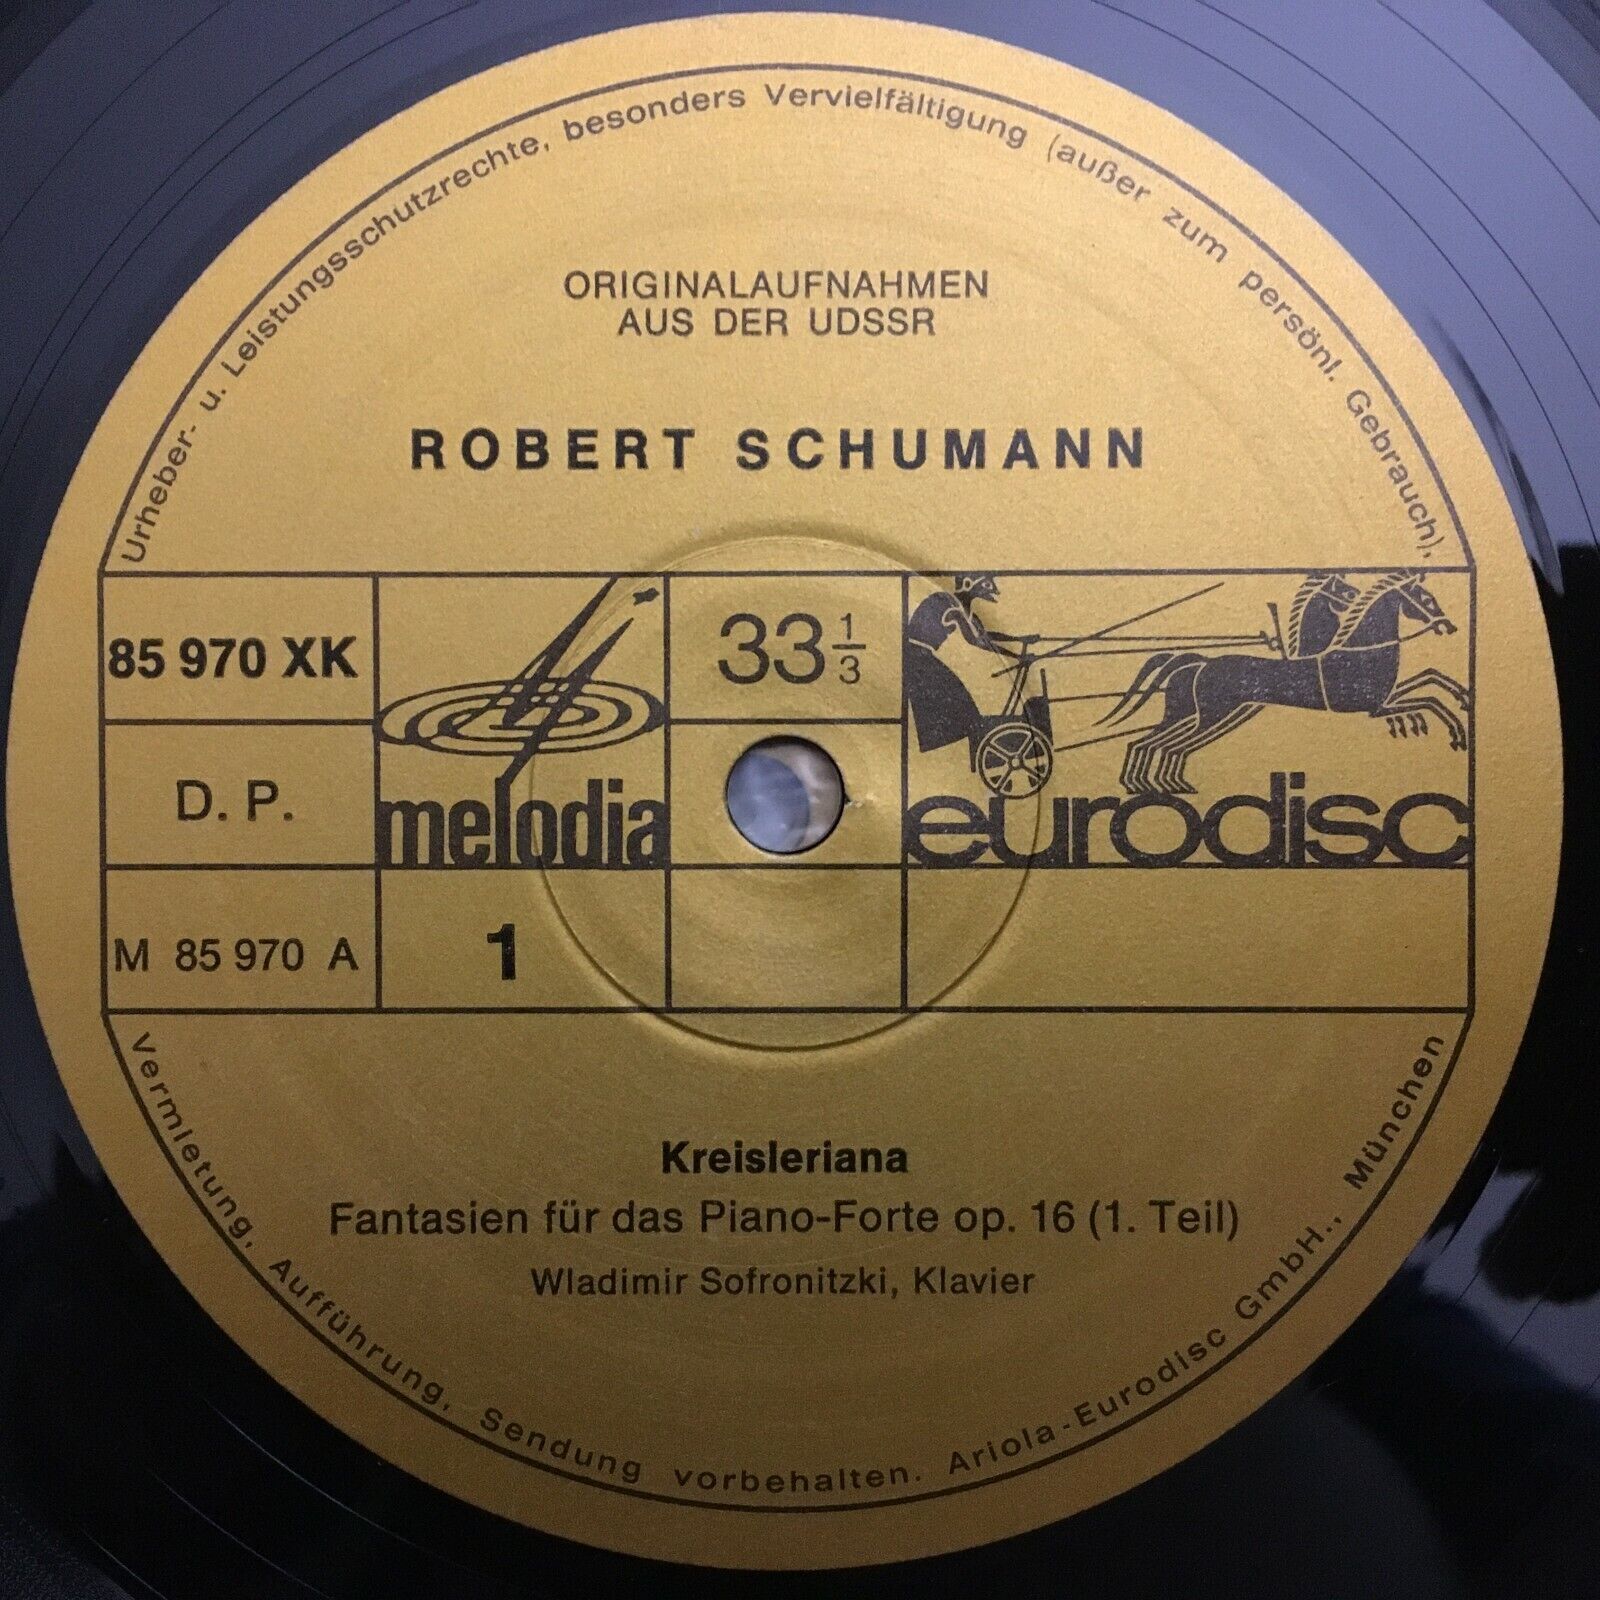 Urheber- u. Leistungsschutzrechte, besonders Vervielfältigung (außer zum persönl. Gebrauch),
ORIGINALAUFNAHMEN
AUS DER UDSSR
ROBERT SCHUMANN
85 970 XK
33 1/3
D. P.
melodia
eurodisc
M 85 970 A
1
Kreisleriana
Fantasien für das Piano-Forte op. 16 (1. Teil)
Wladimir Sofronitzki, Klavier
Vermietung, Aufführung, Sendung vorbehalten. Ariola-Eurodisc GmbH., München